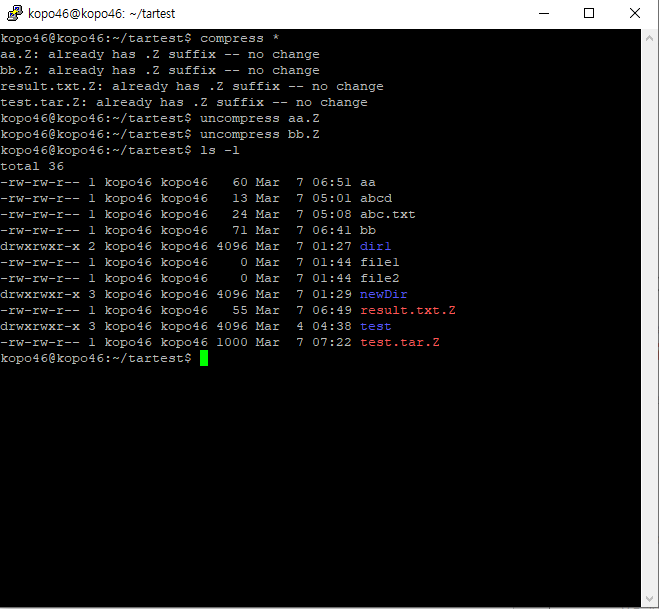 kopo46@kopo46: ~/tartest
kopo46@kopo46:~/tartest$ compress *
aa.Z: already has .Z suffix -- no change
bb.Z: already has .Z suffix -- no change
result.txt.Z: already has .Z suffix -- no change
test.tar.Z: already has .Z suffix -- no change
kopo46@kopo46:~/tartest$ uncompress aa.Z
kopo46@kopo46:~/tartest$ uncompress bb.Z
kopo46@kopo46:~/tartest$ ls -l
total 36
-rw-rw-r-- 1 kopo46 kopo46   60 Mar  7 06:51 aa
-rw-rw-r-- 1 kopo46 kopo46   13 Mar  7 05:01 abcd
-rw-rw-r-- 1 kopo46 kopo46   24 Mar  7 05:08 abc.txt
-rw-rw-r-- 1 kopo46 kopo46   71 Mar  7 06:41 bb
drwxrwxr-x 2 kopo46 kopo46 4096 Mar  7 01:27 dir1
-rw-rw-r-- 1 kopo46 kopo46    0 Mar  7 01:44 file1
-rw-rw-r-- 1 kopo46 kopo46    0 Mar  7 01:44 file2
drwxrwxr-x 3 kopo46 kopo46 4096 Mar  7 01:29 newDir
-rw-rw-r-- 1 kopo46 kopo46   55 Mar  7 06:49 result.txt.Z
drwxrwxr-x 3 kopo46 kopo46 4096 Mar  4 04:38 test
-rw-rw-r-- 1 kopo46 kopo46 1000 Mar  7 07:22 test.tar.Z
kopo46@kopo46:~/tartest$